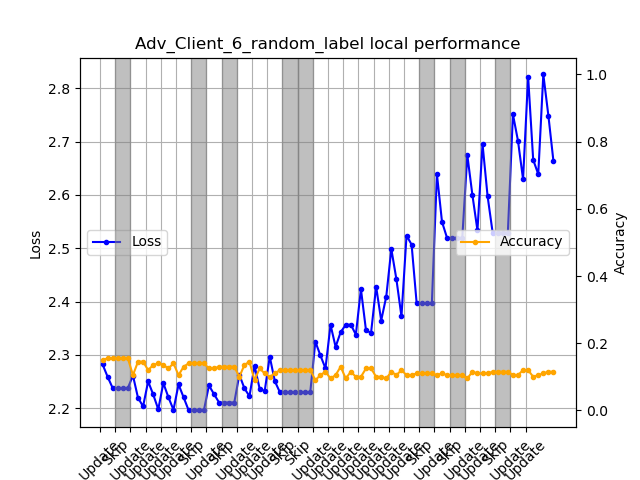 Adv_Client_6_random_label local performance
Loss
2.8
2.7
2.6
2.5
2.4
2.3
2.2
1.0
0.8
0.6
0.4
0.2
0.0
Accuracy
Loss
Accuracy
Update
Skip
Update
Update
Update
Update
Skip
Update
Skip
Update
Update
Update
Skip
Skip
Update
Update
Update
Update
Update
Update
Update
Skip
Update
Skip
Update
Update
Skip
Update
Update